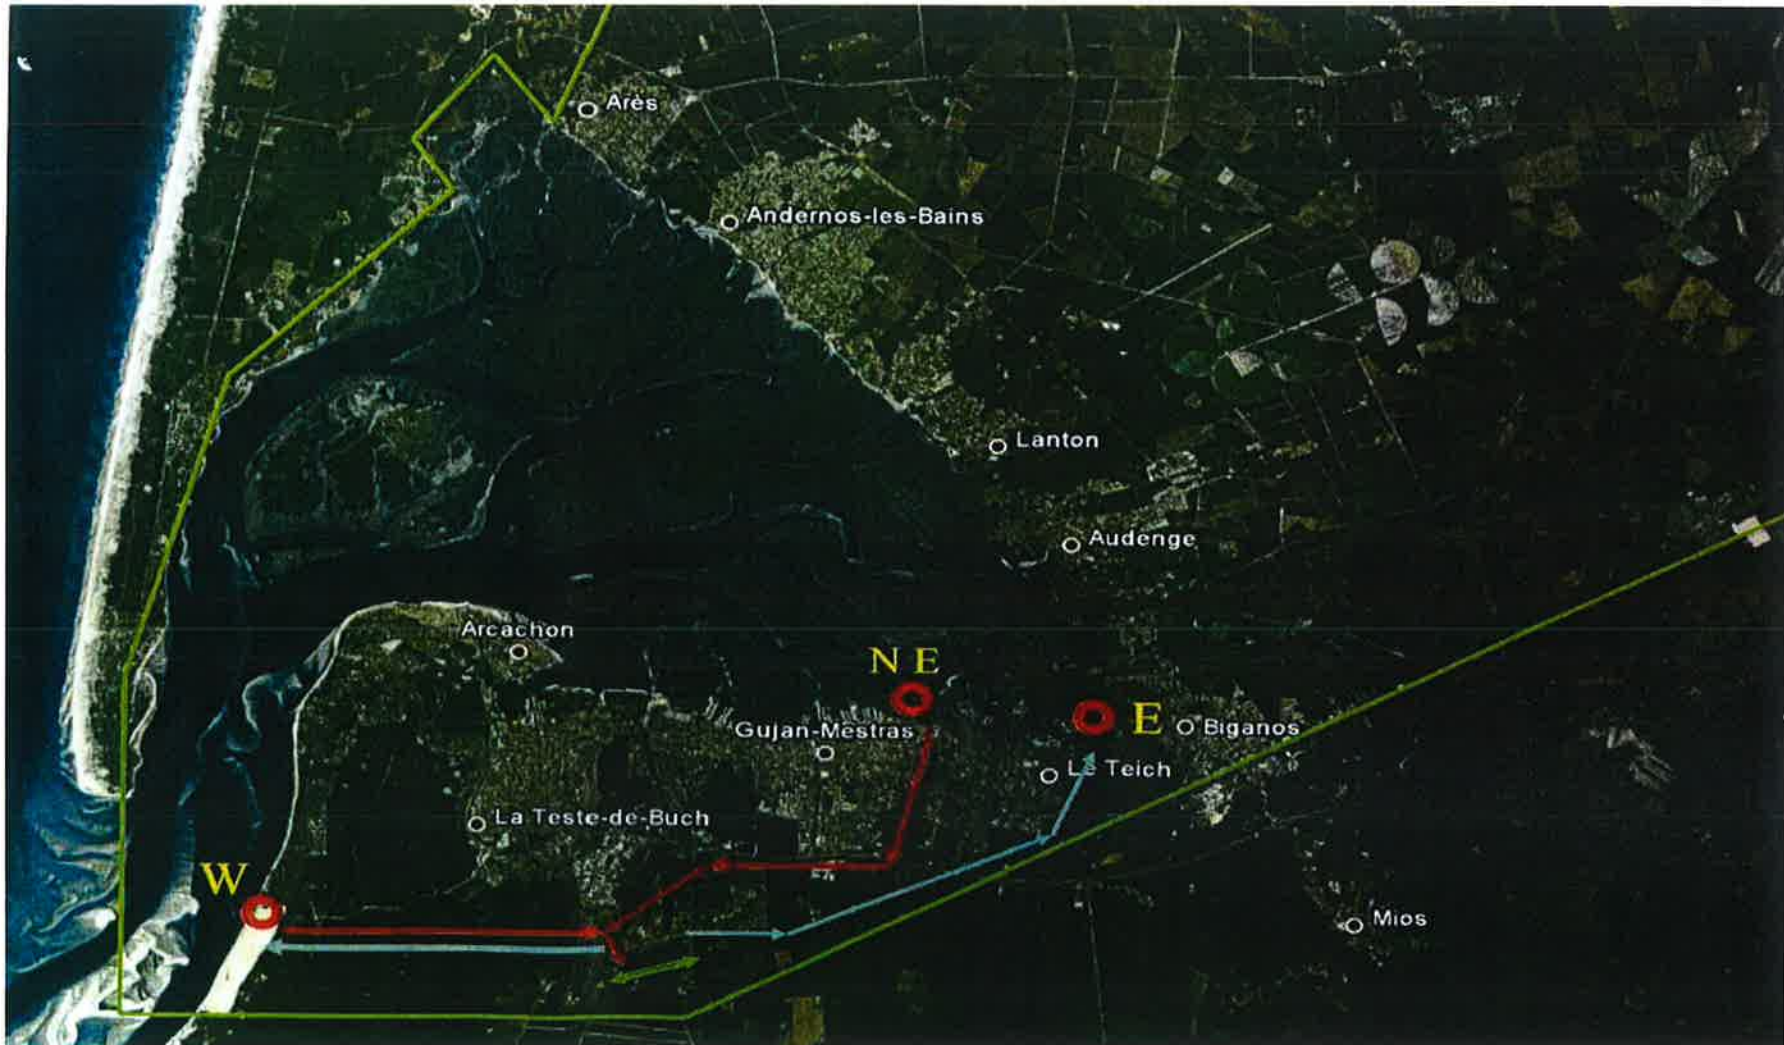 Arès
Andernos-les-Bains
Lanton
Audenge
Arcachon
N E
Gujan-Mestras
E
Biganos
Le Teich
La Teste-de-Buch
W
Mios